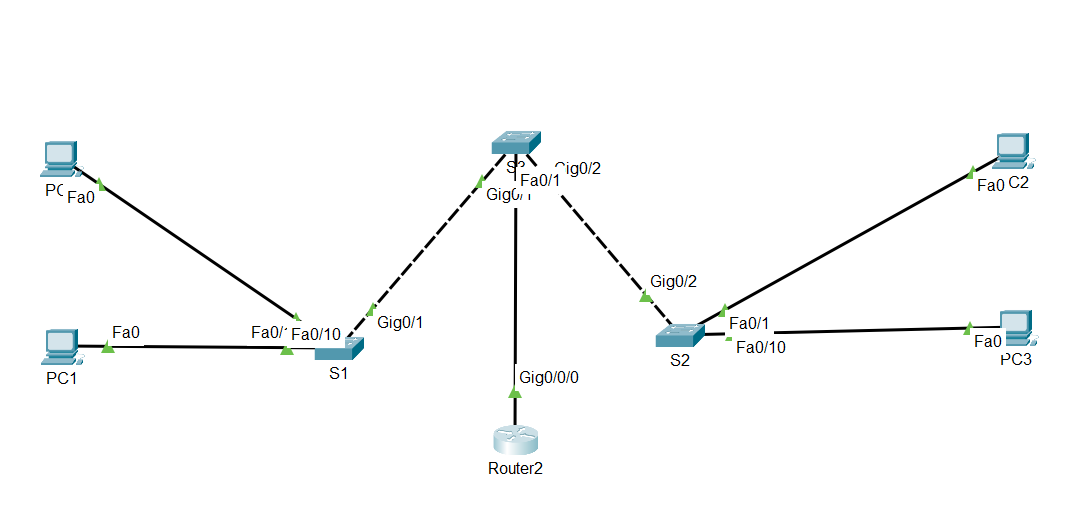 Gig0/2
Fa0/1
Gig0/1
Fa0
Fa0
C2
Gig0/2
Gig0/1
Fa0/1
Fa0
Fa0/10
Fa0/10
Fa0
PC1
S1
S2
PC3
Gig0/0/0
Router2